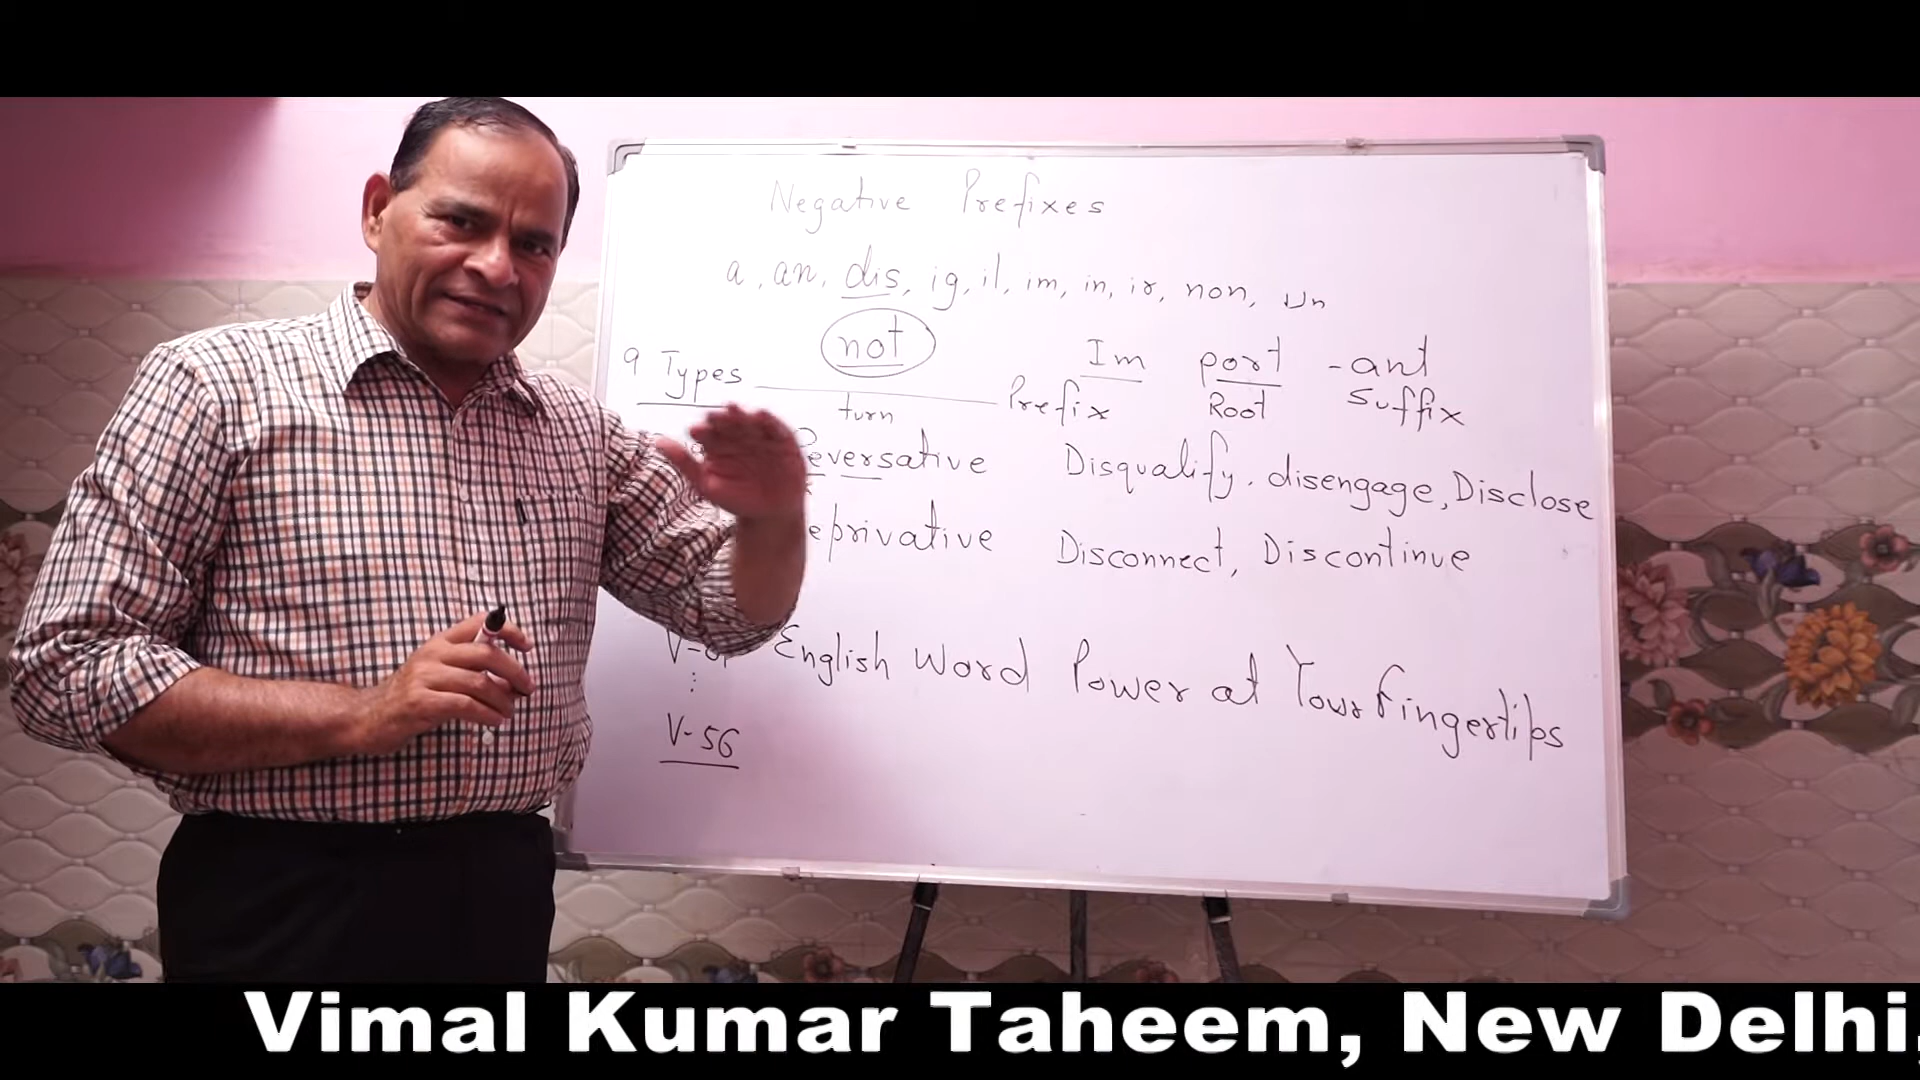 Negative Prefixes
a, an, dis, ig, il, im, in, ir, non, Un
not
9 Types
turn
Im port -ant
Prefix Root Suffix
Reversative Disqualify. disengage, Disclose
eprivative Disconnect, Discontinue
English Word Power at Your Fingertips
V-56
Vimal Kumar Taheem, New Delhi,